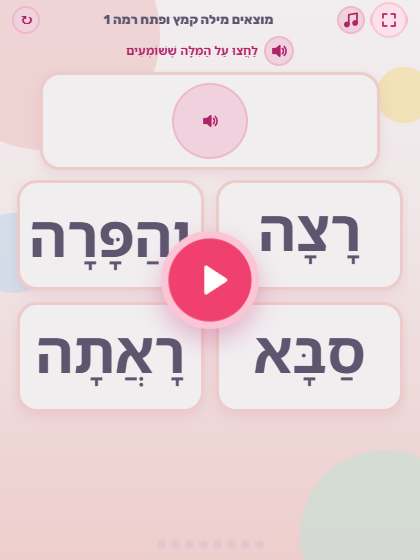 מוצאים מילה קמץ ופתח רמה 1
לַחֲצוּ עַל הַמִּלָּה שֶׁשּׁוֹמְעִים
רָצָה
סַבָּא
רָאֲתָה